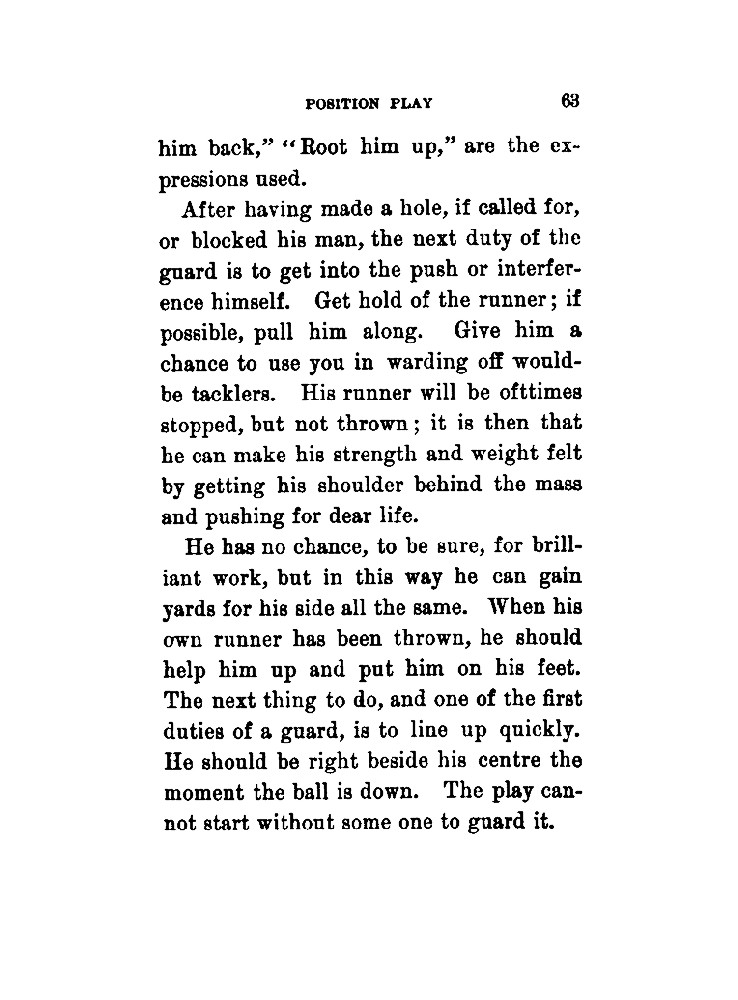 POSITION PLAY 63
him back,” “Root him up,” are the ex-
pressions used.
After having made a hole, if called for,
or blocked his man, the next duty of the
guard is to get into the push or interfer-
ence himself. Get hold of the runner; if
possible, pull him along. Give him a
chance to use you in warding off would-
be tacklers. His runner will be ofttimes
stopped, but not thrown; it is then that
he can make his strength and weight felt
by getting his shoulder behind the mass
and pushing for dear life.
He has no chance, to be sure, for brill-
iant work, but in this way he can gain
yards for his side all the same. When his
own runner has been thrown, he should
help him up and put him on his feet.
The next thing to do, and one of the first
duties of a guard, is to line up quickly.
He should be right beside his centre the
moment the ball is down. The play can-
not start without some one to guard it.